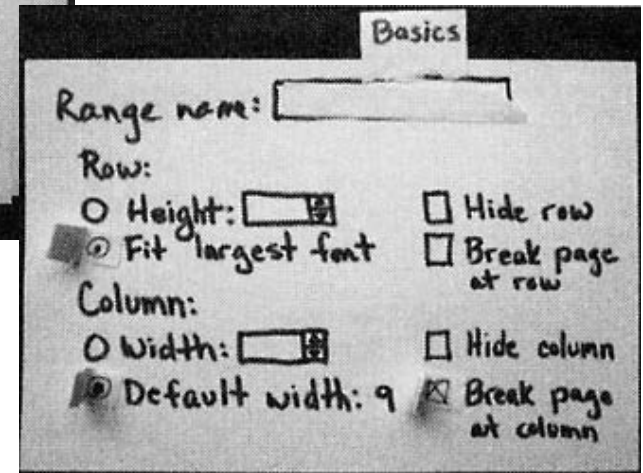 Basics
Range name:
Row:
Height:
Hide row
Fit largest font
Break page
at row
Column:
Width:
Hide column
Default width: 9
Break page
at column